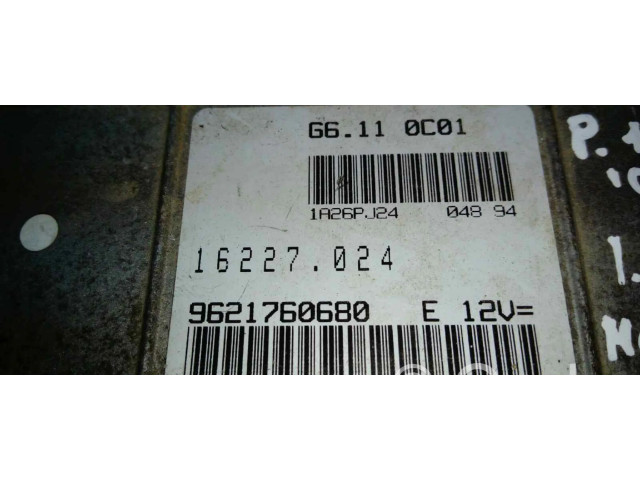 G6.11 0C01
P.
1A26PJ24 048 94
16227.024
9621760680 E 12V=